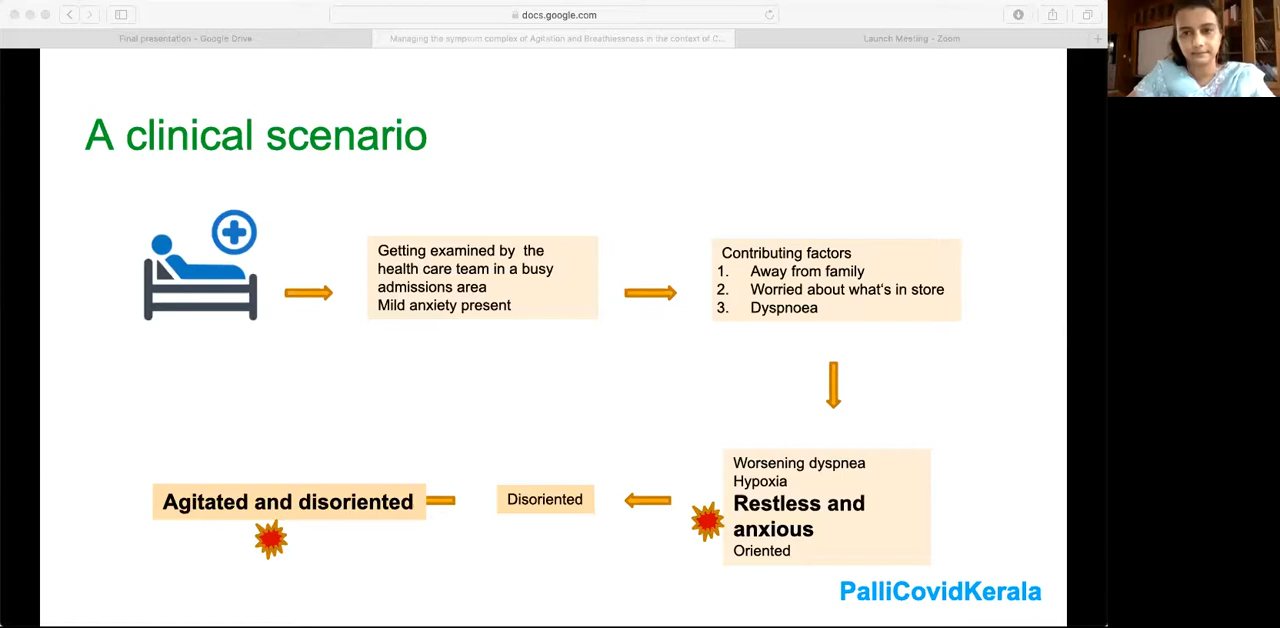 docs.google.com
Final presentation - Google Drive
Managing the symptom complex of Agitation and Breathlessness in the context of C...
Launch Meeting - Zoom
A clinical scenario
Getting examined by the
health care team in a busy
admissions area
Mild anxiety present
Contributing factors
1. Away from family
2. Worried about what's in store
3. Dyspnoea
Worsening dyspnea
Hypoxia
Restless and
anxious
Oriented
Disoriented
Agitated and disoriented
PalliCovidKerala